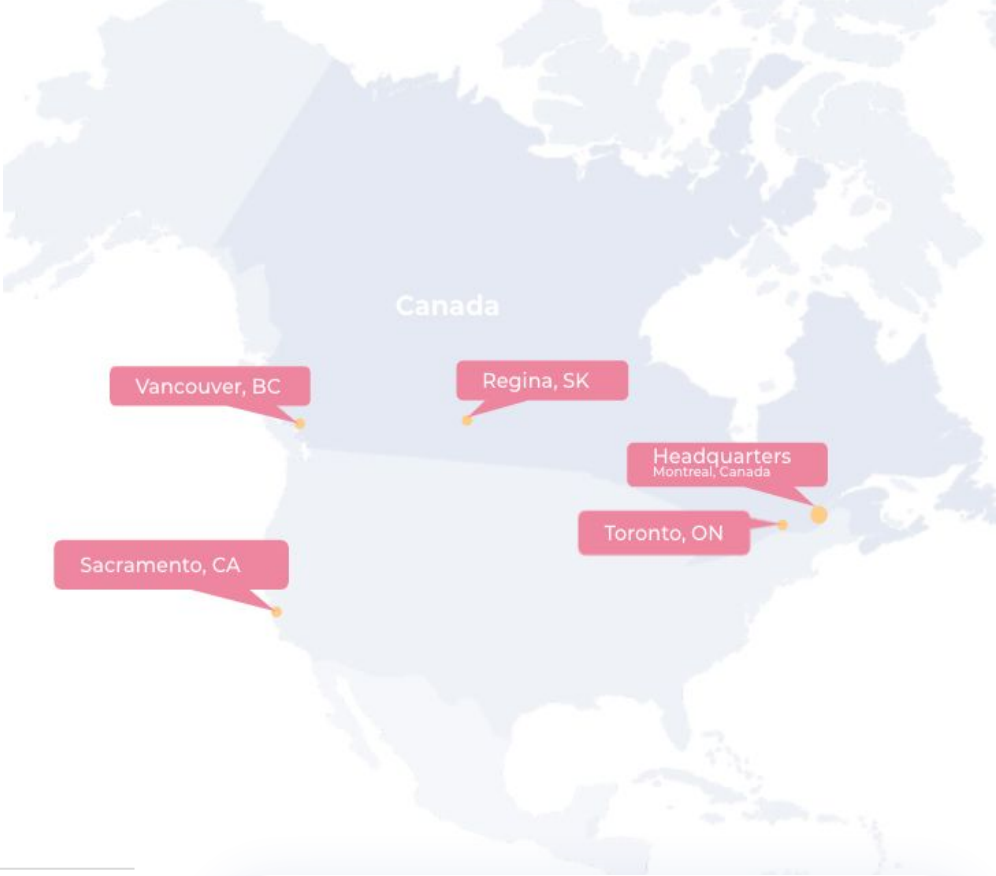 Canada
Vancouver, BC
Regina, SK
Headquarters
Montreal, Canada
Toronto, ON
Sacramento, CA